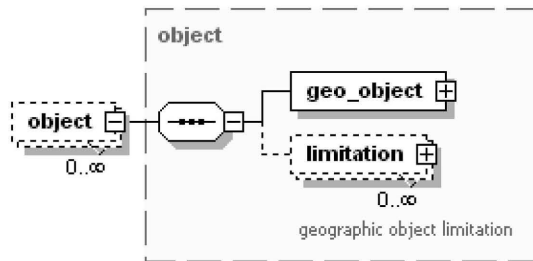 object
object
0..∞
geo_object
limitation
0..∞
geographic object limitation